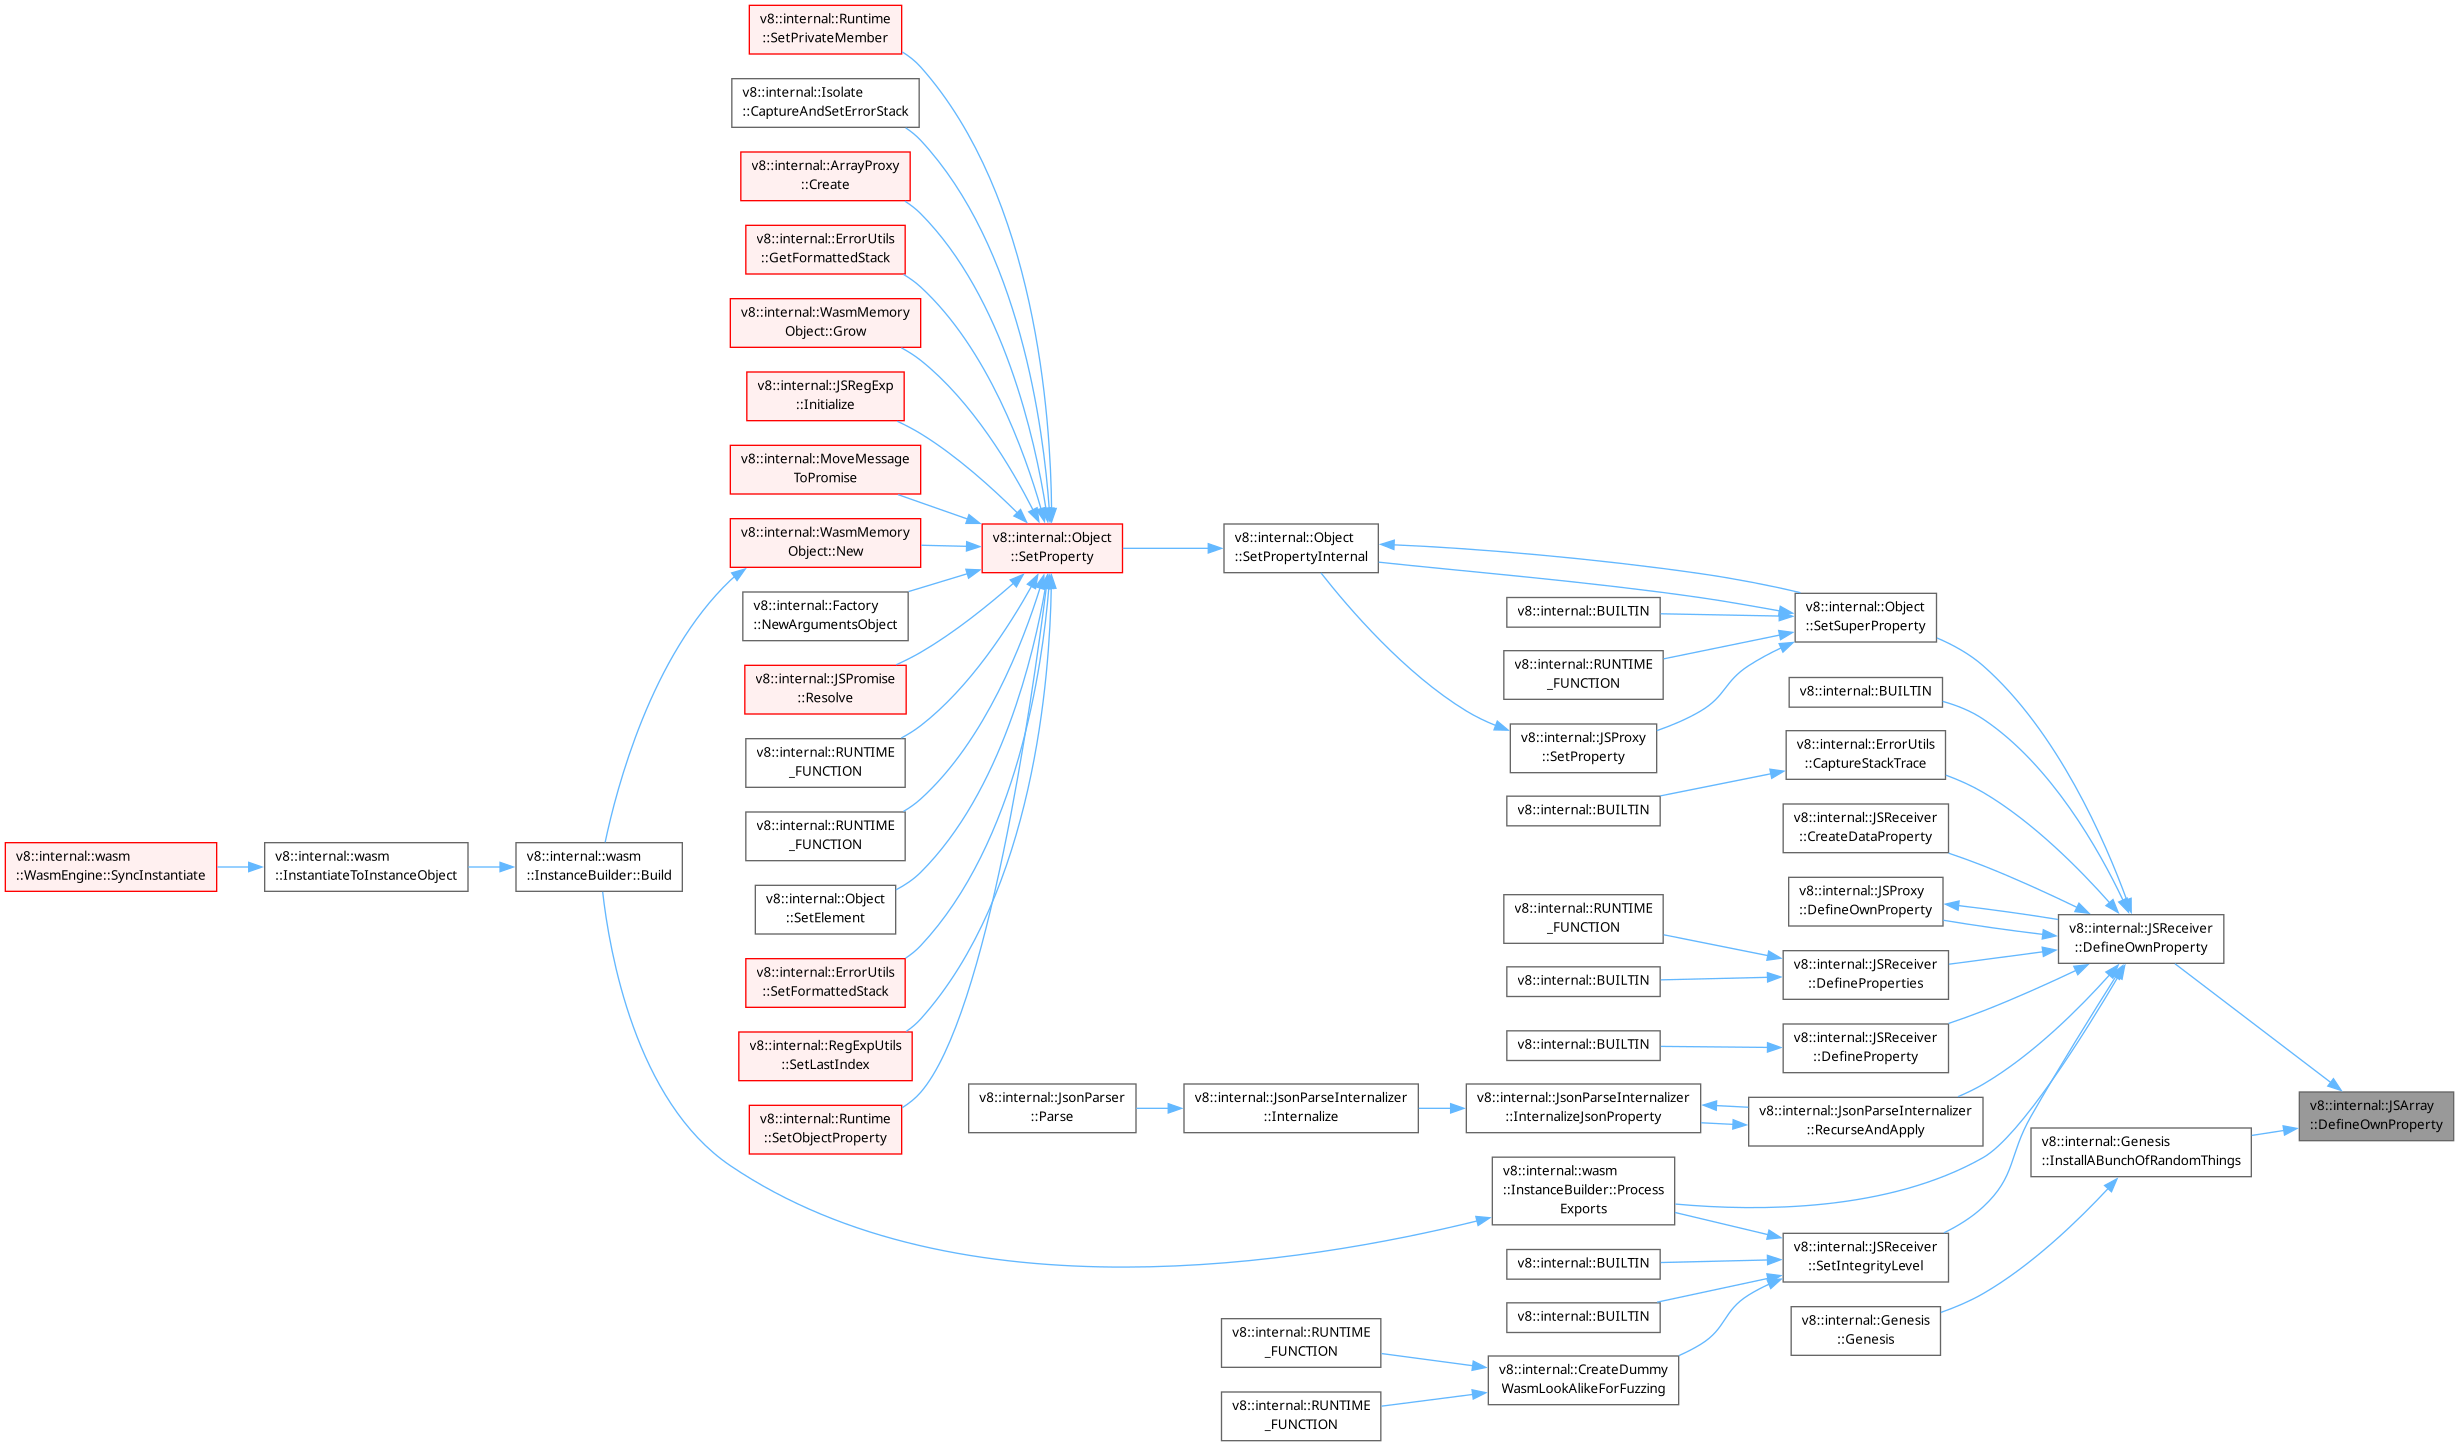 v8::internal::Runtime
::SetPrivateMember
v8::internal::Isolate
::CaptureAndSetErrorStack
v8::internal::ArrayProxy
::Create
v8::internal::ErrorUtils
::GetFormattedStack
v8::internal::WasmMemory
Object::Grow
v8::internal::JSRegExp
::Initialize
v8::internal::MoveMessage
ToPromise
v8::internal::WasmMemory
Object::New
v8::internal::Factory
::NewArgumentsObject
v8::internal::JSPromise
::Resolve
v8::internal::RUNTIME
_FUNCTION
v8::internal::RUNTIME
_FUNCTION
v8::internal::Object
::SetElement
v8::internal::ErrorUtils
::SetFormattedStack
v8::internal::RegExpUtils
::SetLastIndex
v8::internal::Runtime
::SetObjectProperty
v8::internal::wasm
::WasmEngine::SyncInstantiate
v8::internal::wasm
::InstantiateToInstanceObject
v8::internal::wasm
::InstanceBuilder::Build
v8::internal::Object
::SetProperty
v8::internal::Object
::SetPropertyInternal
v8::internal::BUILTIN
v8::internal::RUNTIME
_FUNCTION
v8::internal::JSProxy
::SetProperty
v8::internal::BUILTIN
v8::internal::RUNTIME
_FUNCTION
v8::internal::BUILTIN
v8::internal::BUILTIN
v8::internal::JsonParser
::Parse
v8::internal::JsonParseInternalizer
::Internalize
v8::internal::JsonParseInternalizer
::InternalizeJsonProperty
v8::internal::wasm
::InstanceBuilder::Process
Exports
v8::internal::BUILTIN
v8::internal::BUILTIN
v8::internal::RUNTIME
_FUNCTION
v8::internal::RUNTIME
_FUNCTION
v8::internal::CreateDummy
WasmLookAlikeForFuzzing
v8::internal::Object
::SetSuperProperty
v8::internal::BUILTIN
v8::internal::ErrorUtils
::CaptureStackTrace
v8::internal::JSReceiver
::CreateDataProperty
v8::internal::JSProxy
::DefineOwnProperty
v8::internal::JSReceiver
::DefineProperties
v8::internal::JSReceiver
::DefineProperty
v8::internal::JsonParseInternalizer
::RecurseAndApply
v8::internal::JSReceiver
::SetIntegrityLevel
v8::internal::Genesis
::Genesis
v8::internal::JSReceiver
::DefineOwnProperty
v8::internal::Genesis
::InstallABunchOfRandomThings
v8::internal::JSArray
::DefineOwnProperty